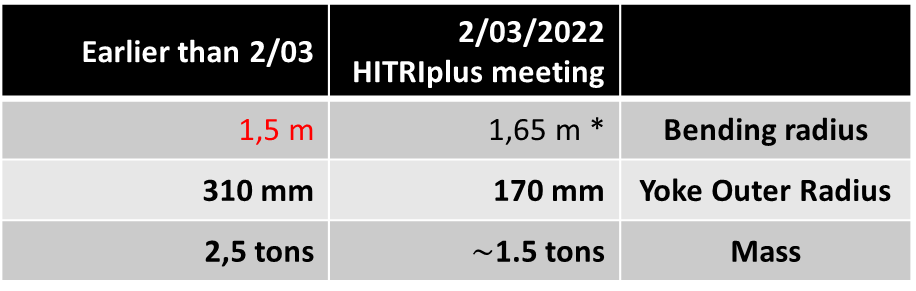 Earlier than 2/03
2/03/2022
HITRIplus meeting
1,5 m
1,65 m *
Bending radius
310 mm
170 mm
Yoke Outer Radius
2,5 tons
~1.5 tons
Mass